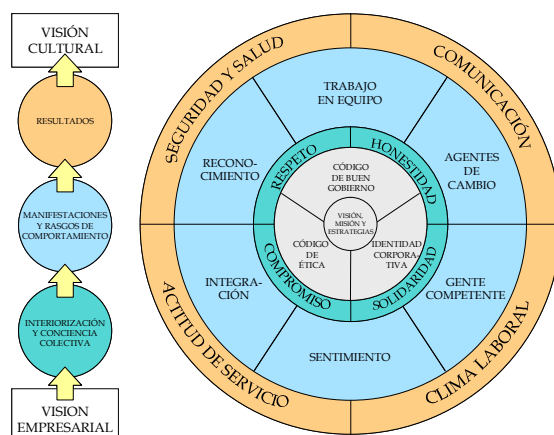 VISIÓN
CULTURAL
RESULTADOS
MANIFESTACIONES
Y RASGOS DE
COMPORTAMIENTO
INTERIORIZACIÓN
Y CONCIENCIA
COLECTIVA
VISION
EMPRESARIAL
SEGURIDAD Y SALUD
COMUNICACIÓN
ACTITUD DE SERVICIO
CLIMA LABORAL
TRABAJO
EN EQUIPO
RECONO-
CIMIENTO
AGENTES
DE
CAMBIO
INTEGRA-
CIÓN
GENTE
COMPETENTE
SENTIMIENTO
RESPETO
HONESTIDAD
COMPROMISO
SOLIDARIDAD
CÓDIGO
DE BUEN
GOBIERNO
VISIÓN,
MISIÓN Y
ESTRATEGIAS
CÓDIGO
DE
ÉTICA
IDENTIDAD
CORPORA-
TIVA